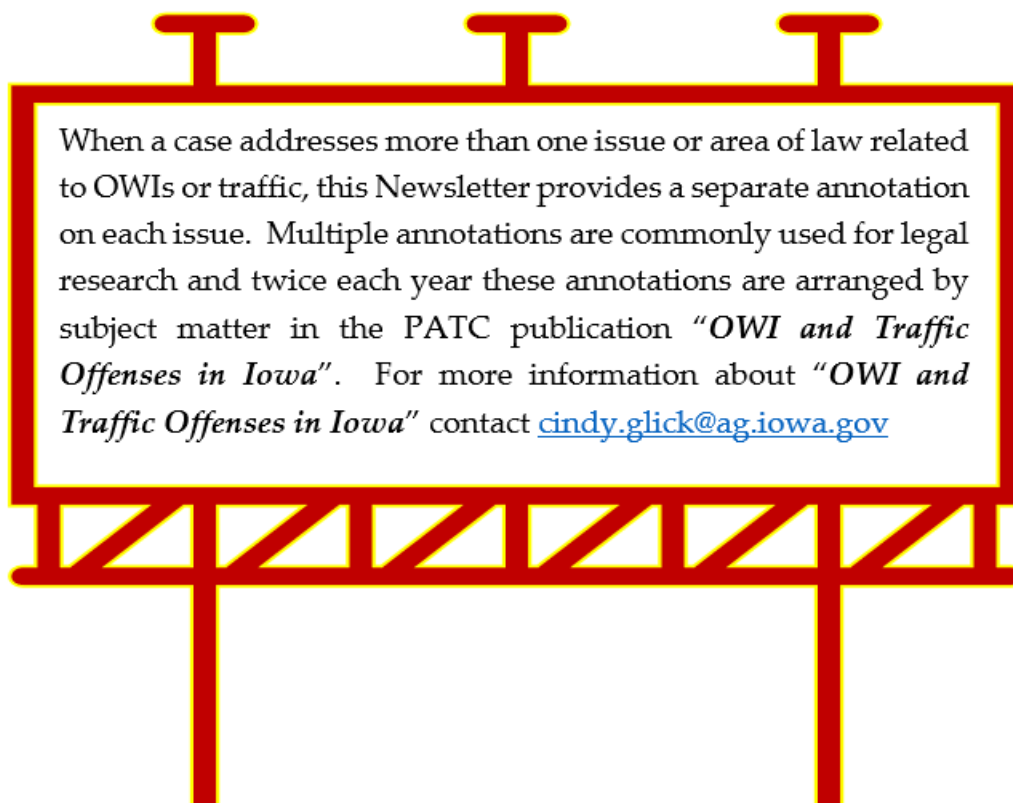 When a case addresses more than one issue or area of law related
to OWIs or traffic, this Newsletter provides a separate annotation
on each issue.  Multiple annotations are commonly used for legal
research and twice each year these annotations are arranged by
subject matter in the PATC publication “OWI and Traffic
Offenses in Iowa”.  For more information about “OWI and
Traffic Offenses in Iowa” contact cindy.glick@ag.iowa.gov